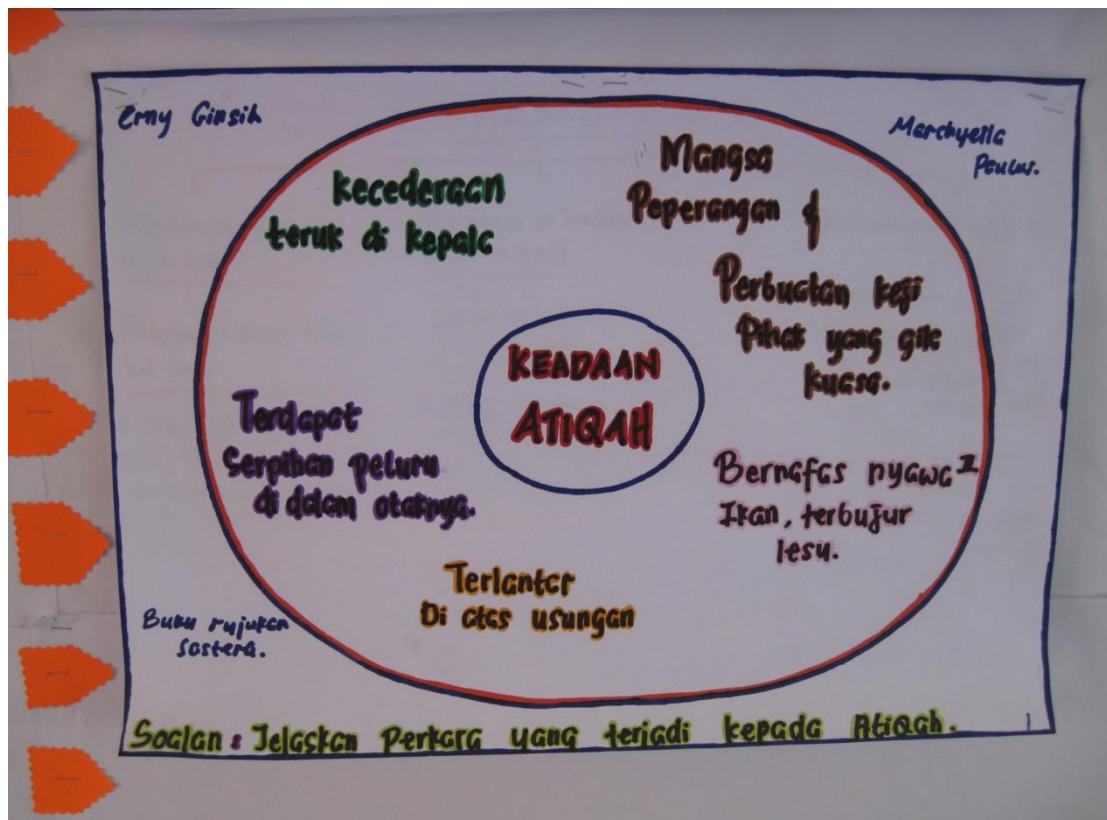 Erny Ginsih
Marchyella
Paulus.
Kecederaan
teruk di kepala
Mangsa
Peperangan &
Perbuatan keji
Pihak yang gila
kuasa.
KEADAAN
ATIQAH
Terdapat
Serpihan peluru
di dalam otaknya.
Bernafas nyawa2
Ikan, terbujur
lesu.
Terlantar
Di atas usungan
Buku rujukan
sastera.
Soalan : Jelaskan Perkara yang terjadi kepada Atiqah.